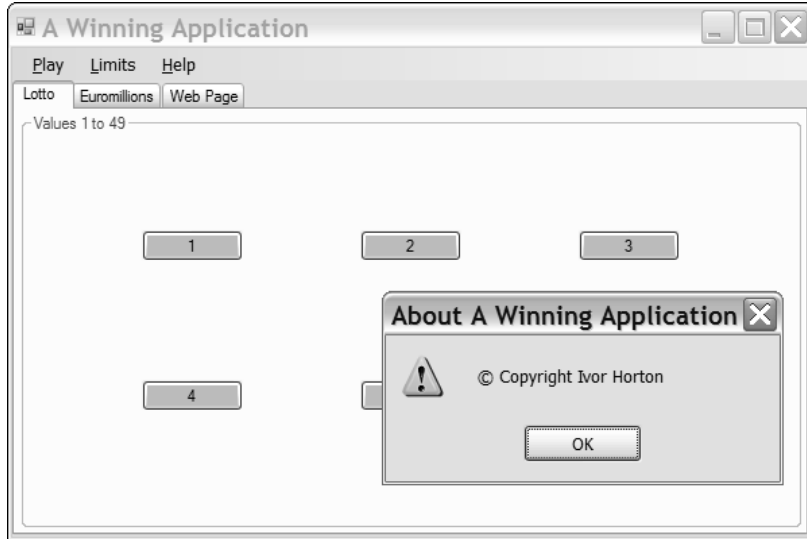 A Winning Application
Play Limits Help
Lotto Euromillions Web Page
Values 1 to 49
1 2 3
About A Winning Application
© Copyright Ivor Horton
4
OK